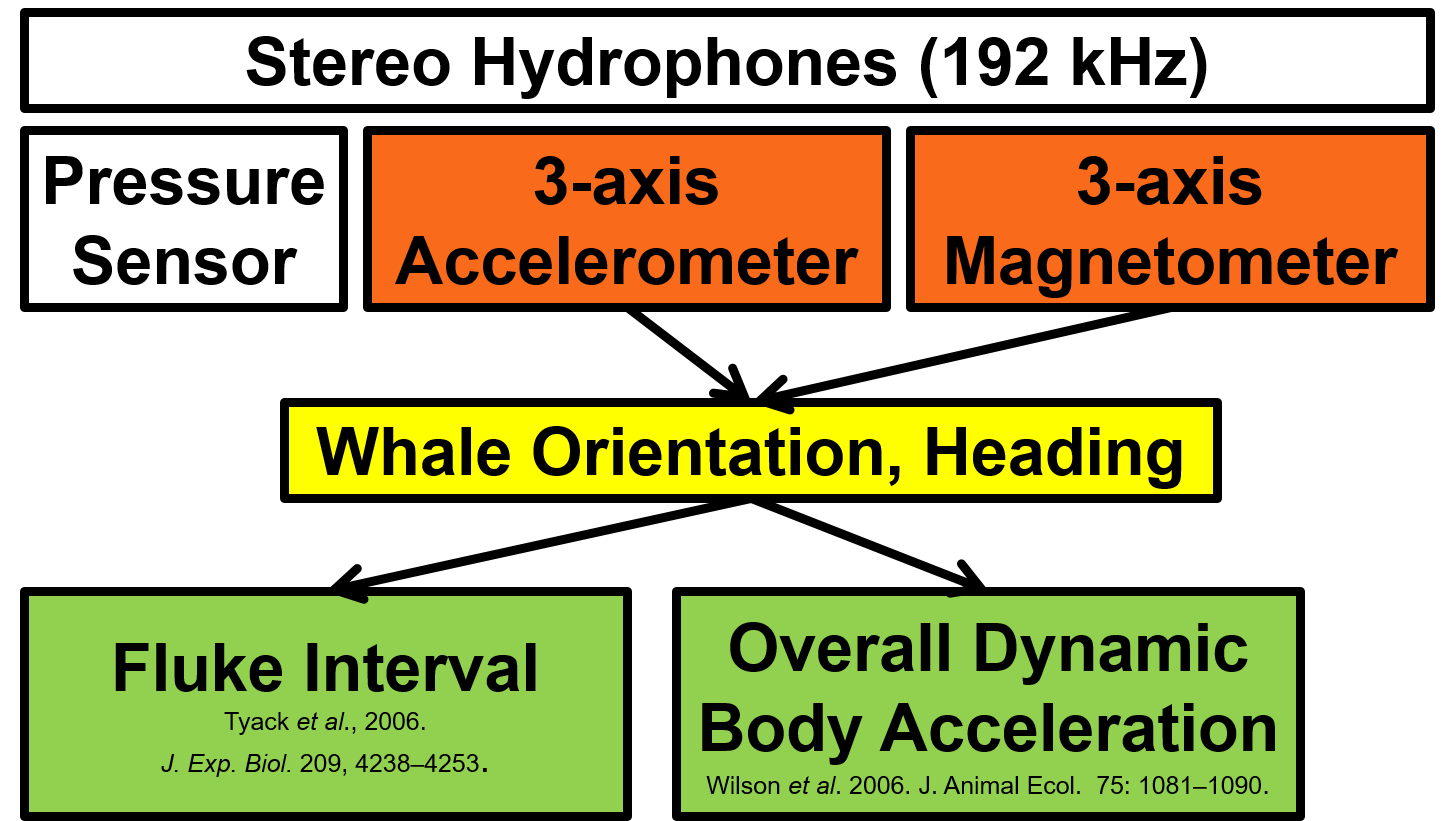 Stereo Hydrophones (192 kHz)
Pressure
Sensor
3-axis
Accelerometer
3-axis
Magnetometer
Whale Orientation, Heading
Fluke Interval
Tyack et al., 2006.
J. Exp. Biol. 209, 4238–4253.
Overall Dynamic
Body Acceleration
Wilson et al. 2006. J. Animal Ecol.  75: 1081–1090.